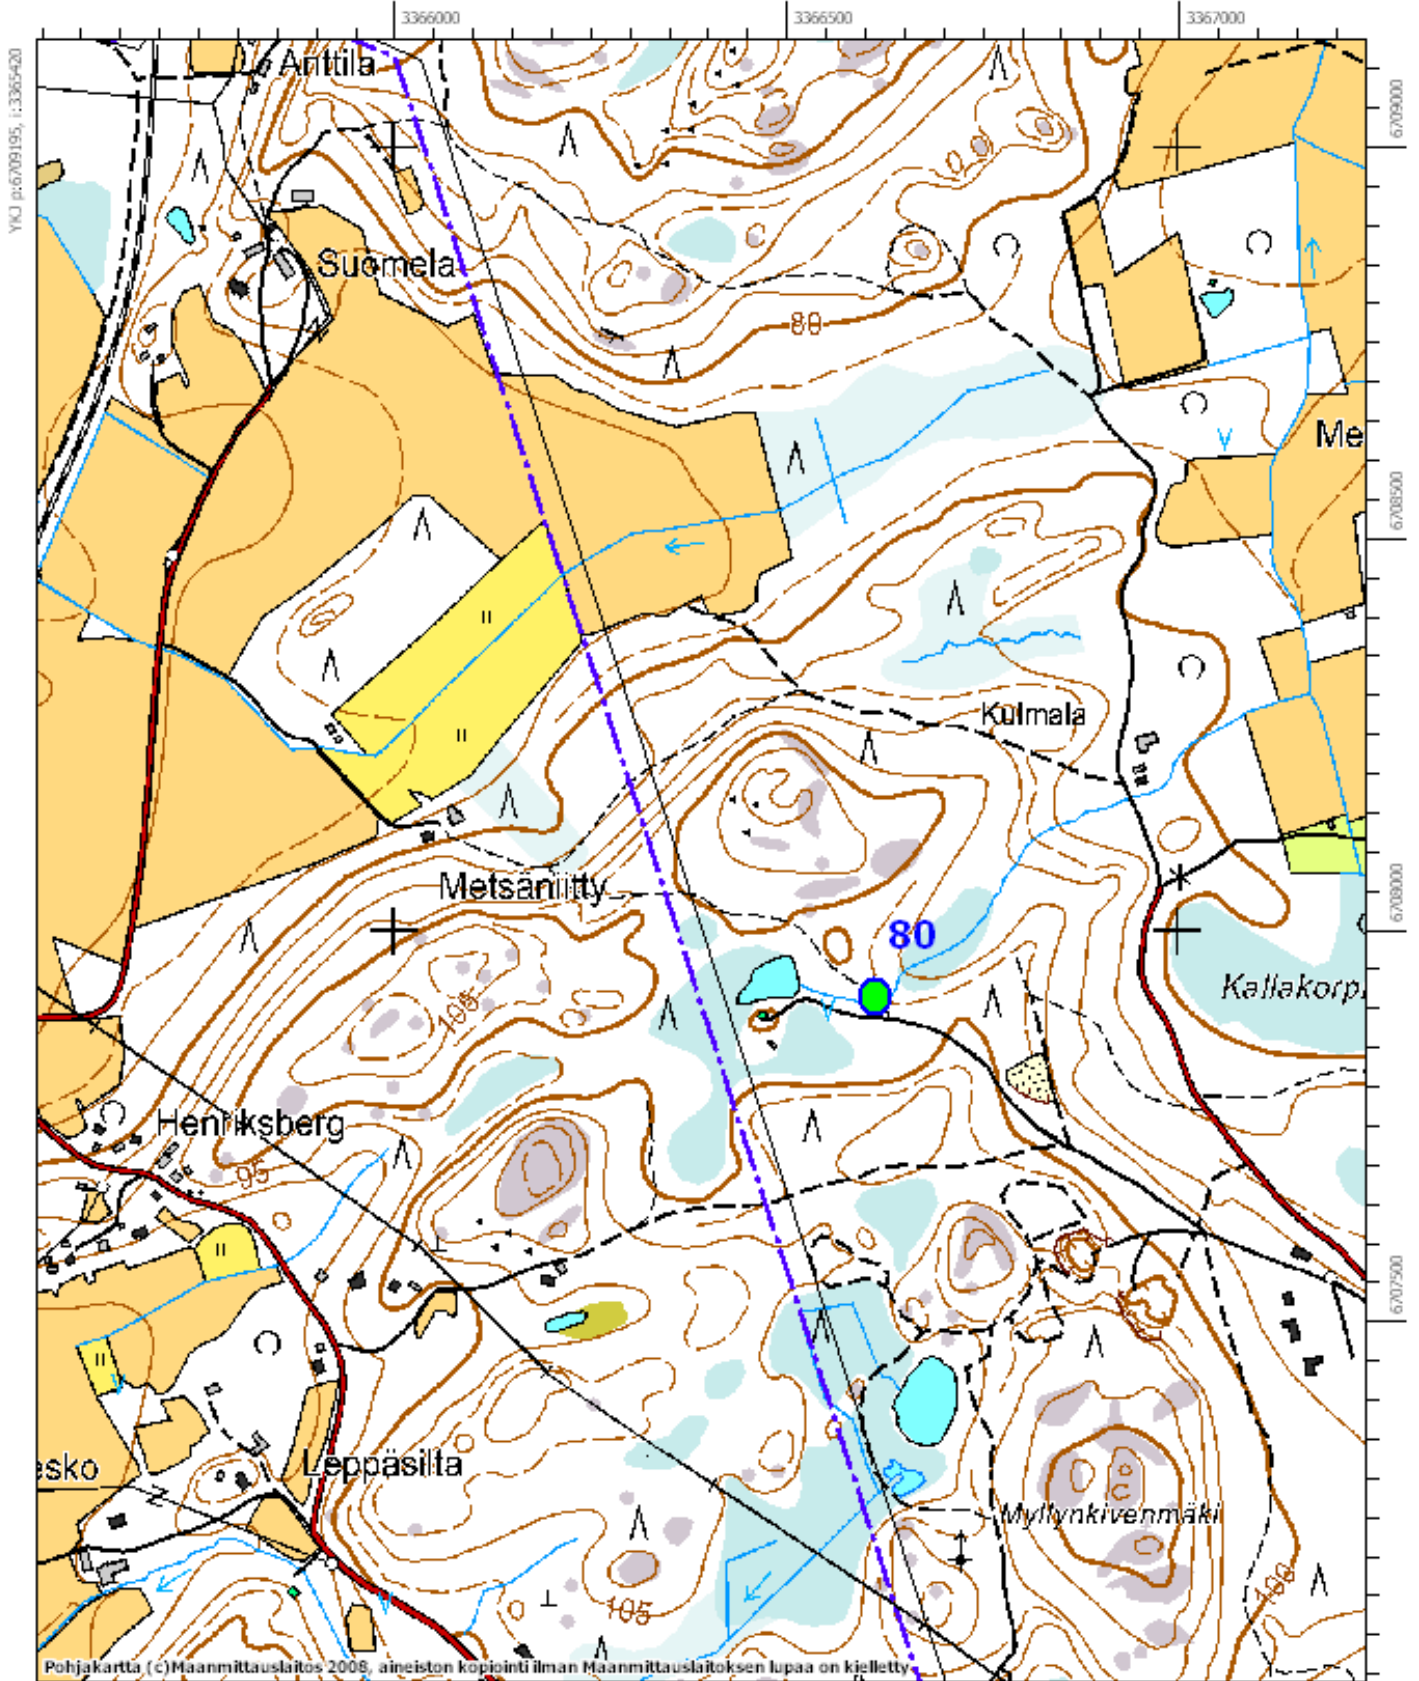 3366000
3366500
3367000
YKJ p:6709195, i:3365420
6709000
Anttila
Suomela
80
Me
6708500
Kulmala
Metsäniitty
80
6708000
Kallakorpi
105
Henriksberg
95
6707500
esko
Leppäsilta
Myllynkivenmäki
100
105
Pohjakartta (c)Maanmittauslaitos 2008, aineiston kopiointi ilman Maanmittauslaitoksen lupaa on kielletty